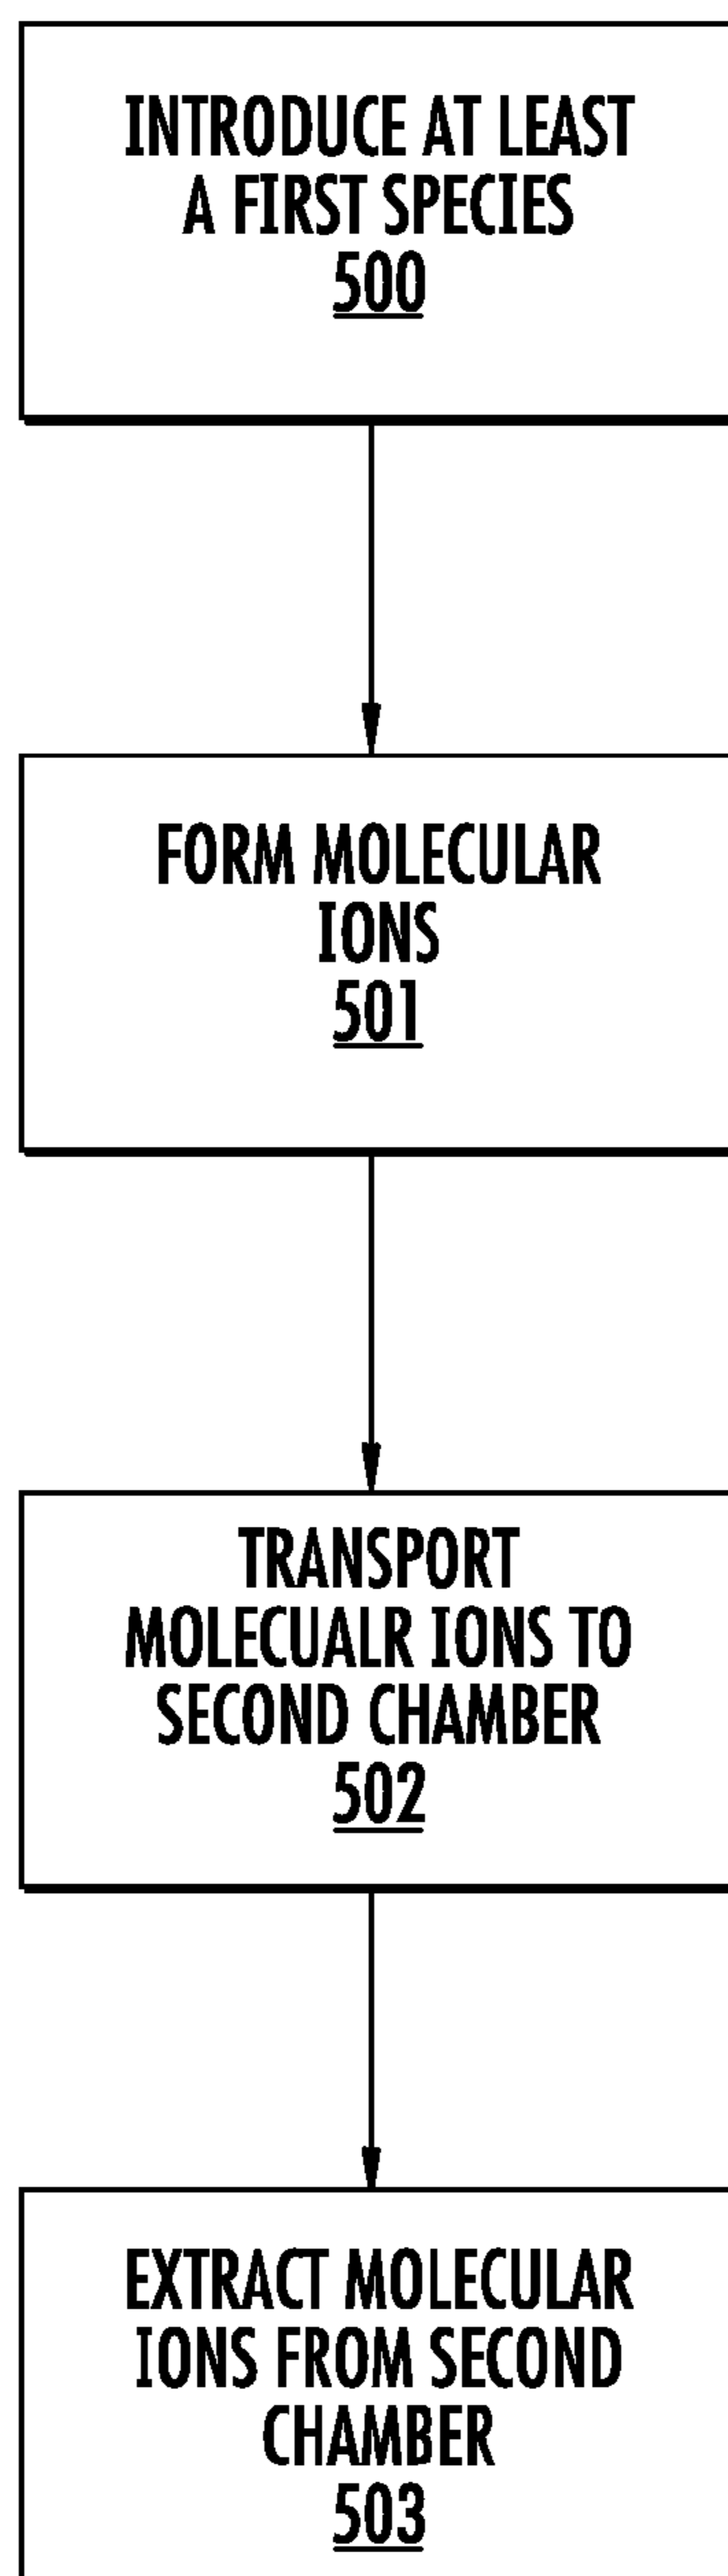 INTRODUCE AT LEAST
A FIRST SPECIES
500
FORM MOLECULAR
IONS
501
TRANSPORT
MOLECUALR IONS TO
SECOND CHAMBER
502
EXTRACT MOLECULAR
IONS FROM SECOND
CHAMBER
503